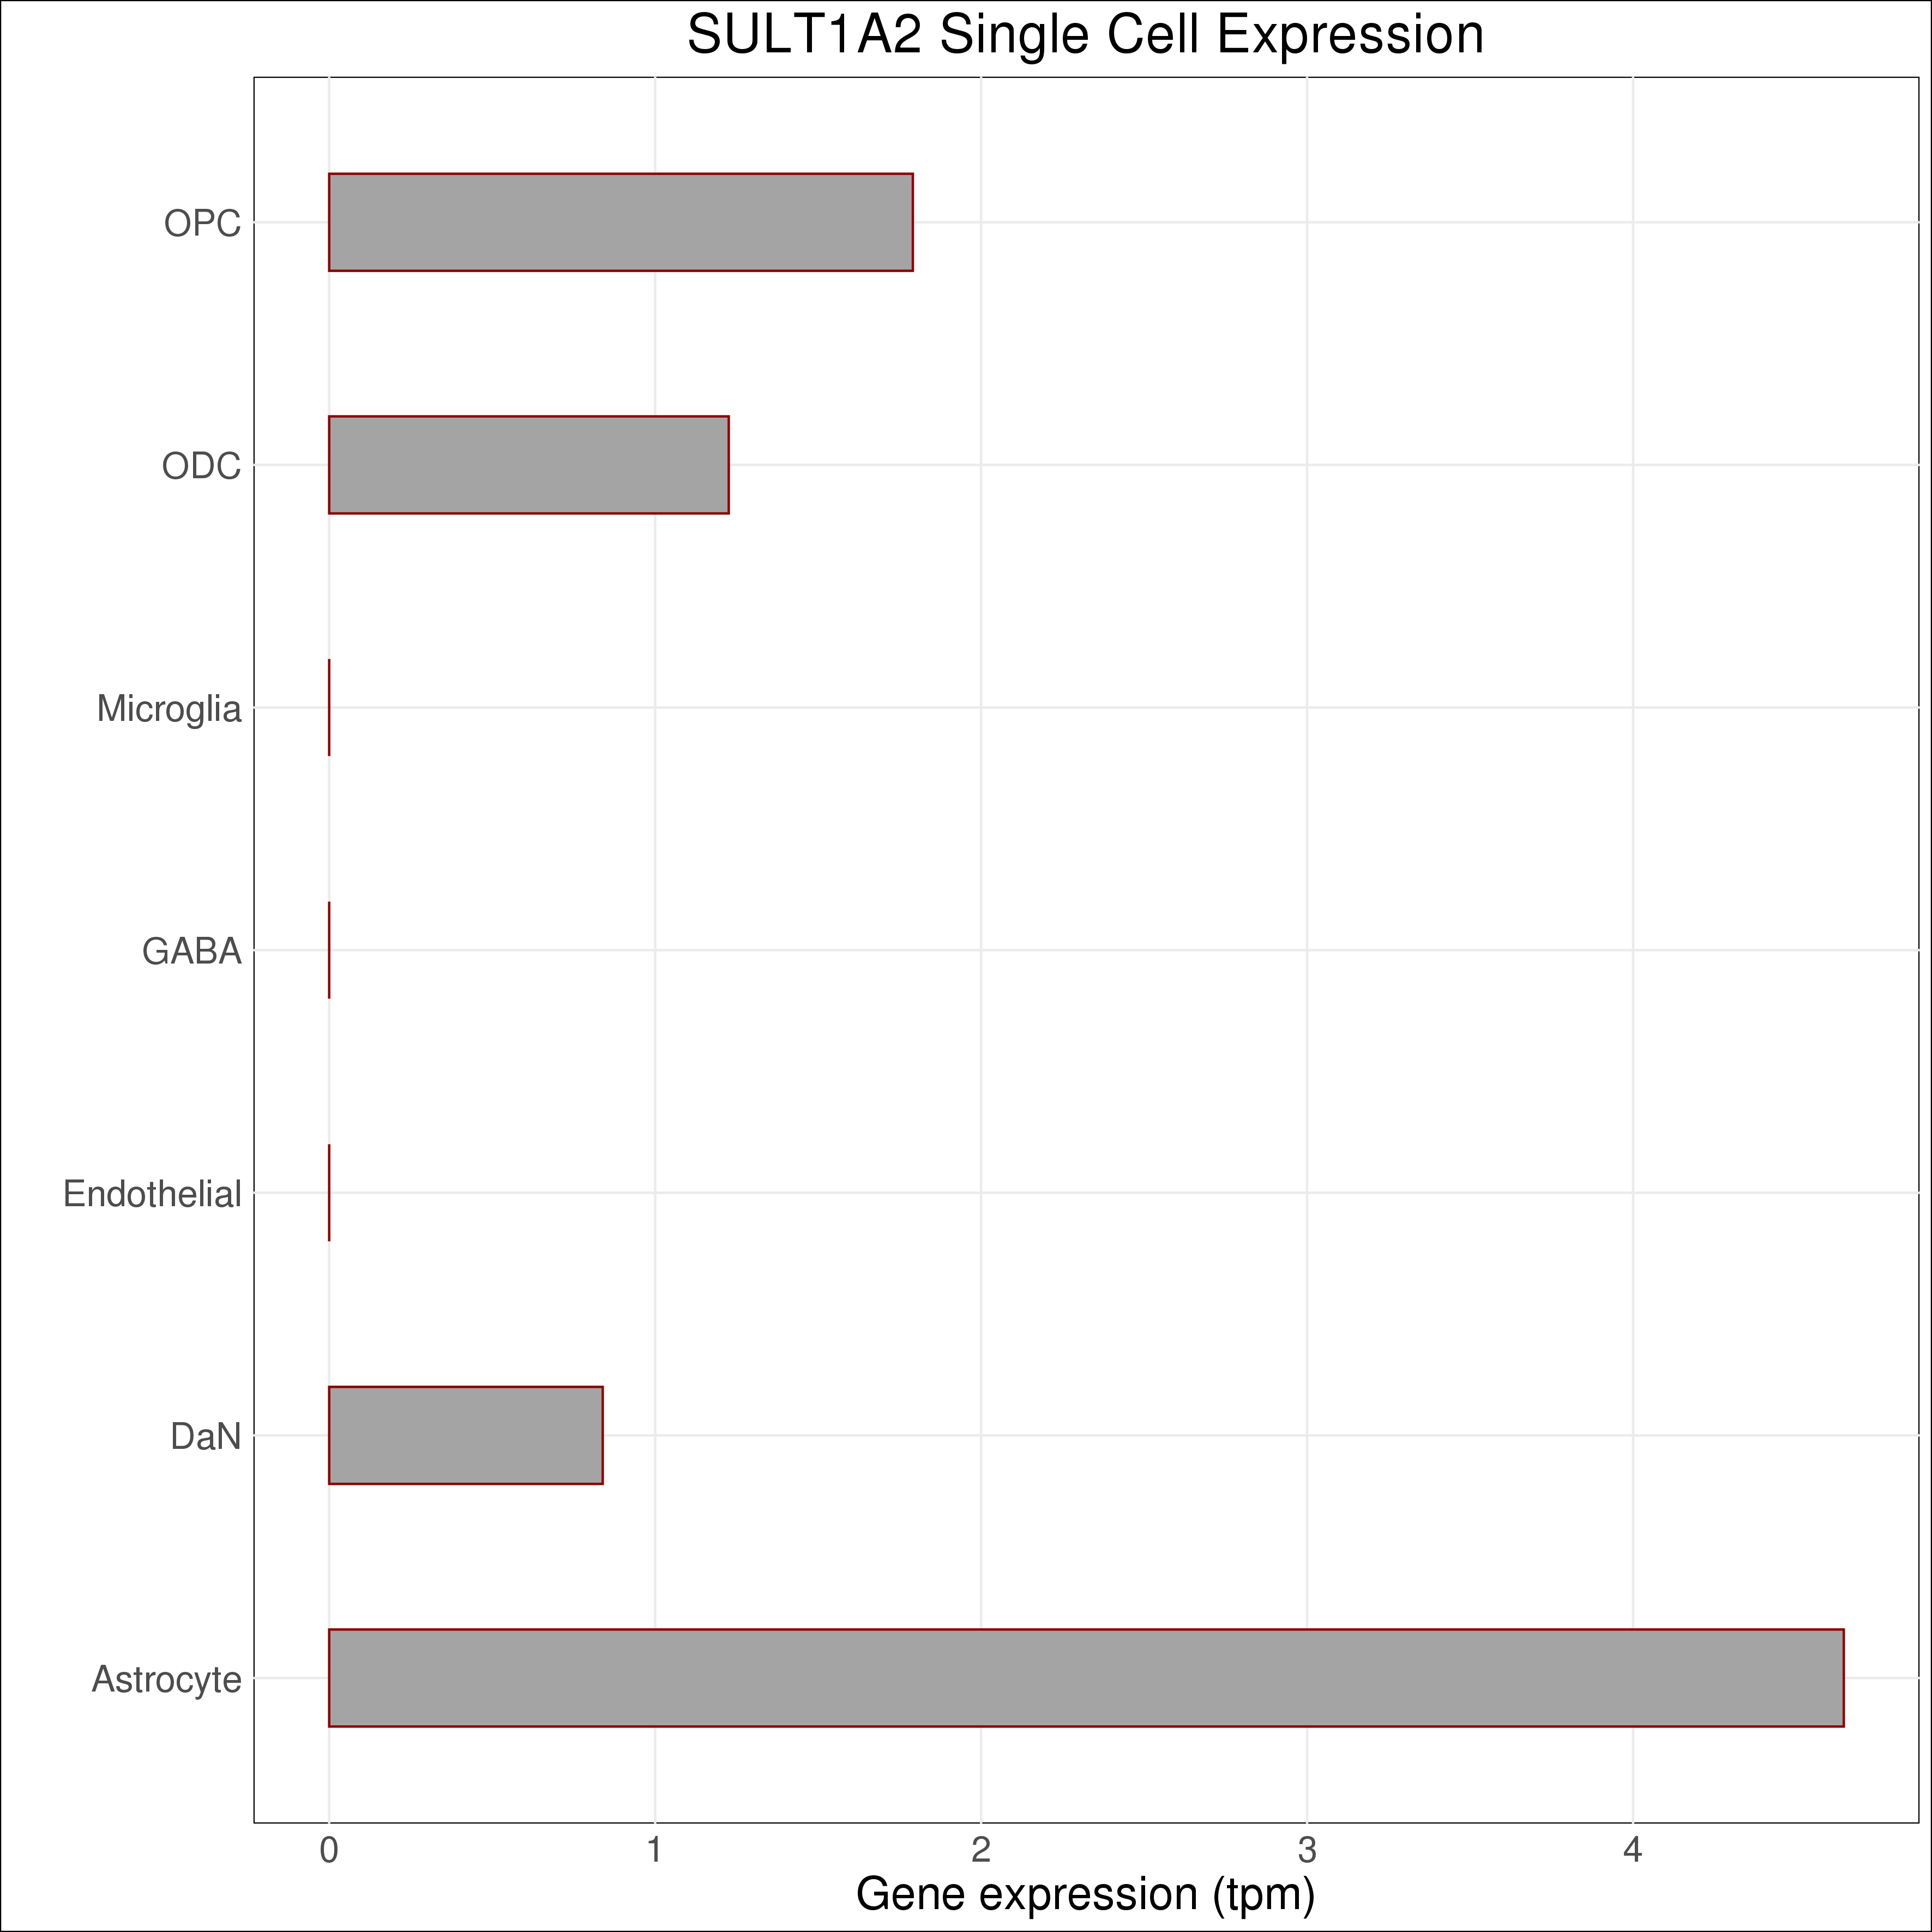 SULT1A2 Single Cell Expression
OPC
ODC
Microglia
GABA
Endothelial
DaN
Astrocyte
0 1 2 3 4
Gene expression (tpm)